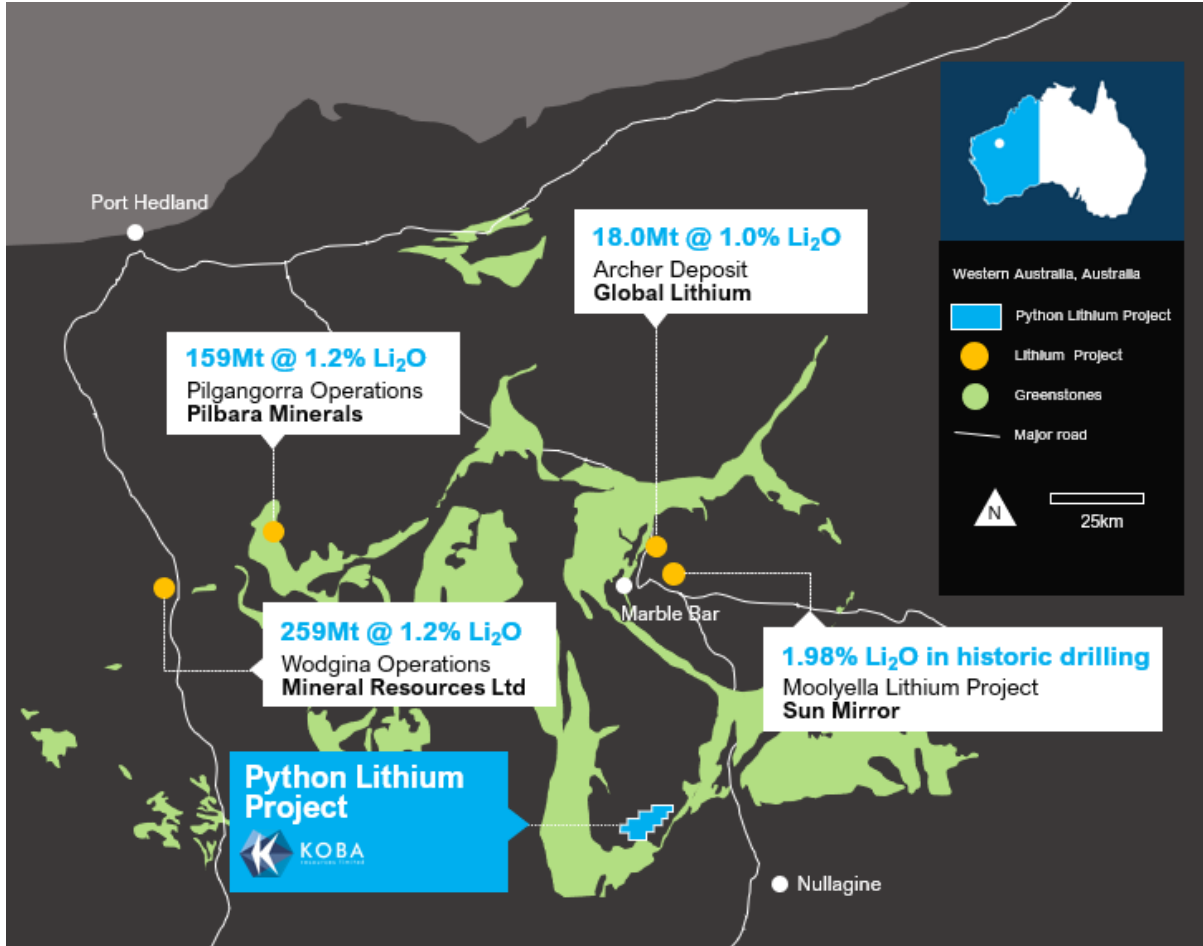 Port Hedland
18.0Mt @ 1.0% Li₂O
Archer Deposit
Global Lithium
159Mt @ 1.2% Li₂O
Pilgangorra Operations
Pilbara Minerals
Marble Bar
259Mt @ 1.2% Li₂O
Wodgina Operations
Mineral Resources Ltd
1.98% Li₂O in historic drilling
Moolyella Lithium Project
Sun Mirror
Python Lithium
Project
KOBA
resources limited
Nullagine
Western Australia, Australia
Python Lithium Project
Lithium Project
Greenstones
Major road
N
25km